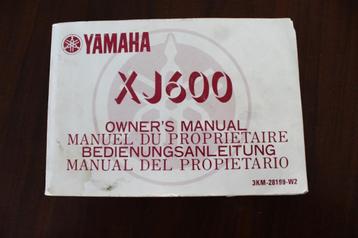 YAMAHA
XJ600
OWNER'S MANUAL
MANUEL DU PROPRIETAIRE
BEDIENUNGSANLEITUNG
MANUAL DEL PROPIETARIO
3KM-28199-W2